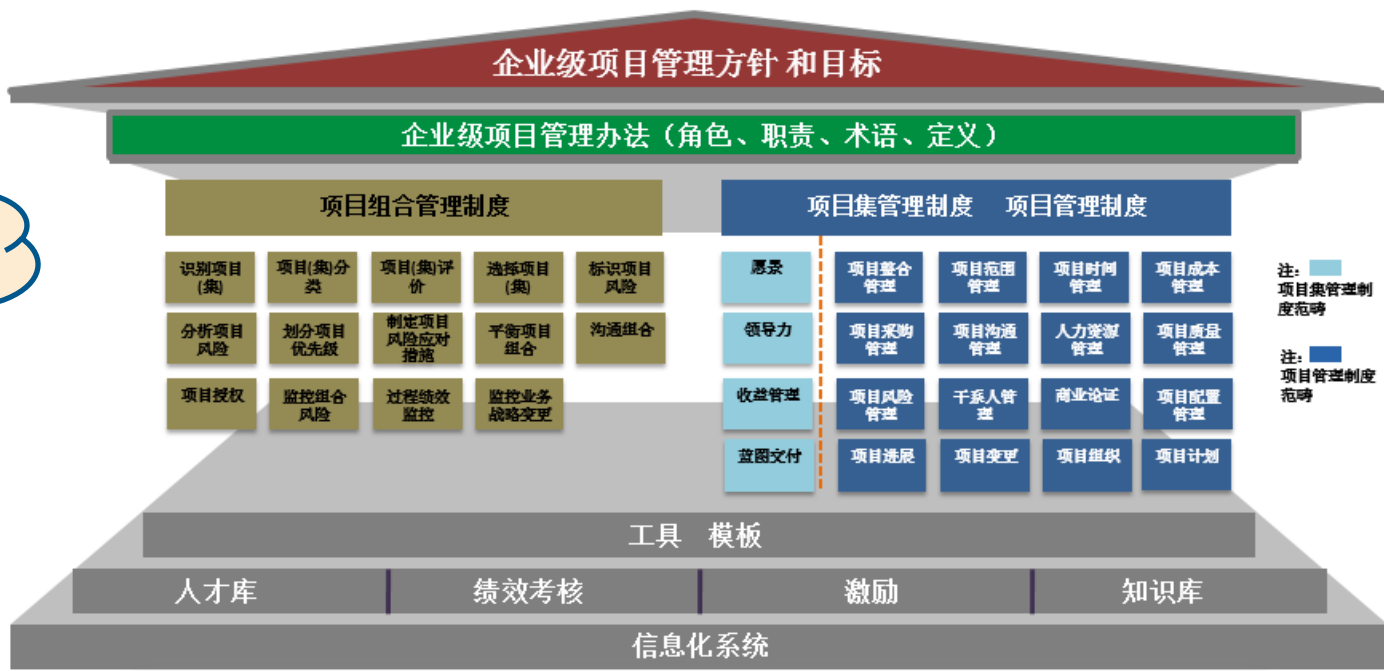 企业级项目管理方针 和目标
企业级项目管理办法（角色、职责、术语、定义）
项目组合管理制度
项目集管理制度 项目管理制度
识别项目
(集)
项目(集)分
类
项目(集)评
价
选择项目
(集)
标识项目
风险
分析项目
风险
划分项目
优先级
制定项目
风险应对
措施
平衡项目
组合
沟通组合
项目授权
监控组合
风险
过程绩效
监控
监控业务
战略变更
愿景
项目整合
管理
项目范围
管理
项目时间
管理
项目成本
管理
领导力
项目采购
管理
项目沟通
管理
人力资源
管理
项目质量
管理
收益管理
项目风险
管理
干系人管
理
商业论证
项目配置
管理
蓝图交付
项目进展
项目变更
项目组织
项目计划
注：
项目集管理制
度范畴
注：
项目管理制度
范畴
工具 模板
人才库
绩效考核
激励
知识库
信息化系统